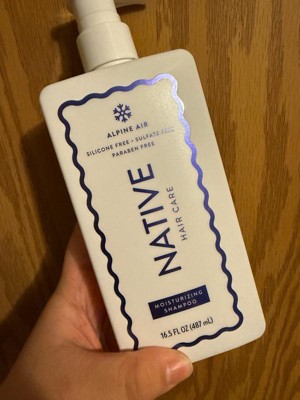 ALPINE AIR
SILICONE FREE • SULFATE FREE
PARABEN FREE
NATIVE
HAIR CARE
MOISTURIZING
SHAMPOO
16.5 FL OZ (487 mL)